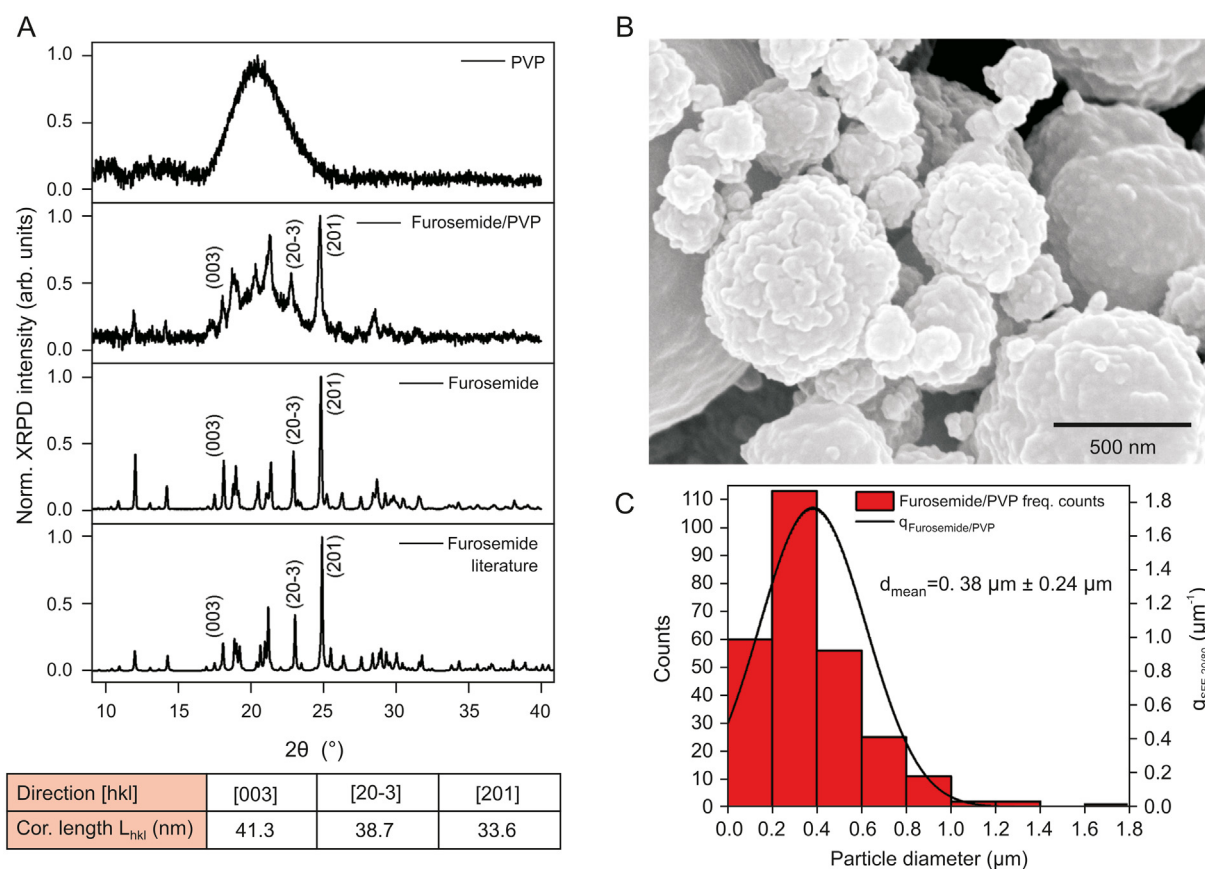 A
Norm. XRPD intensity (arb. units)
1.0
0.5
0.0
PVP
1.0
0.5
0.0
Furosemide/PVP
(003)
(20-3)
(201)
1.0
0.5
0.0
Furosemide
(003)
(20-3)
(201)
1.0
0.5
0.0
Furosemide
literature
(003)
(20-3)
(201)
10 15 20 25 30 35 40
2θ (°)
Direction [hkl] [003] [20-3] [201]
Cor. length Lhkl (nm) 41.3 38.7 33.6
B
500 nm
C
Counts
110
100
90
80
70
60
50
40
30
20
10
0
Furosemide/PVP freq. counts
qFurosemide/PVP
dmean=0. 38 µm ± 0.24 µm
1.8
1.6
1.4
1.2
1.0
0.8
0.6
0.4
0.2
0.0
(µm-1)
0.0 0.2 0.4 0.6 0.8 1.0 1.2 1.4 1.6 1.8
Particle diameter (µm)